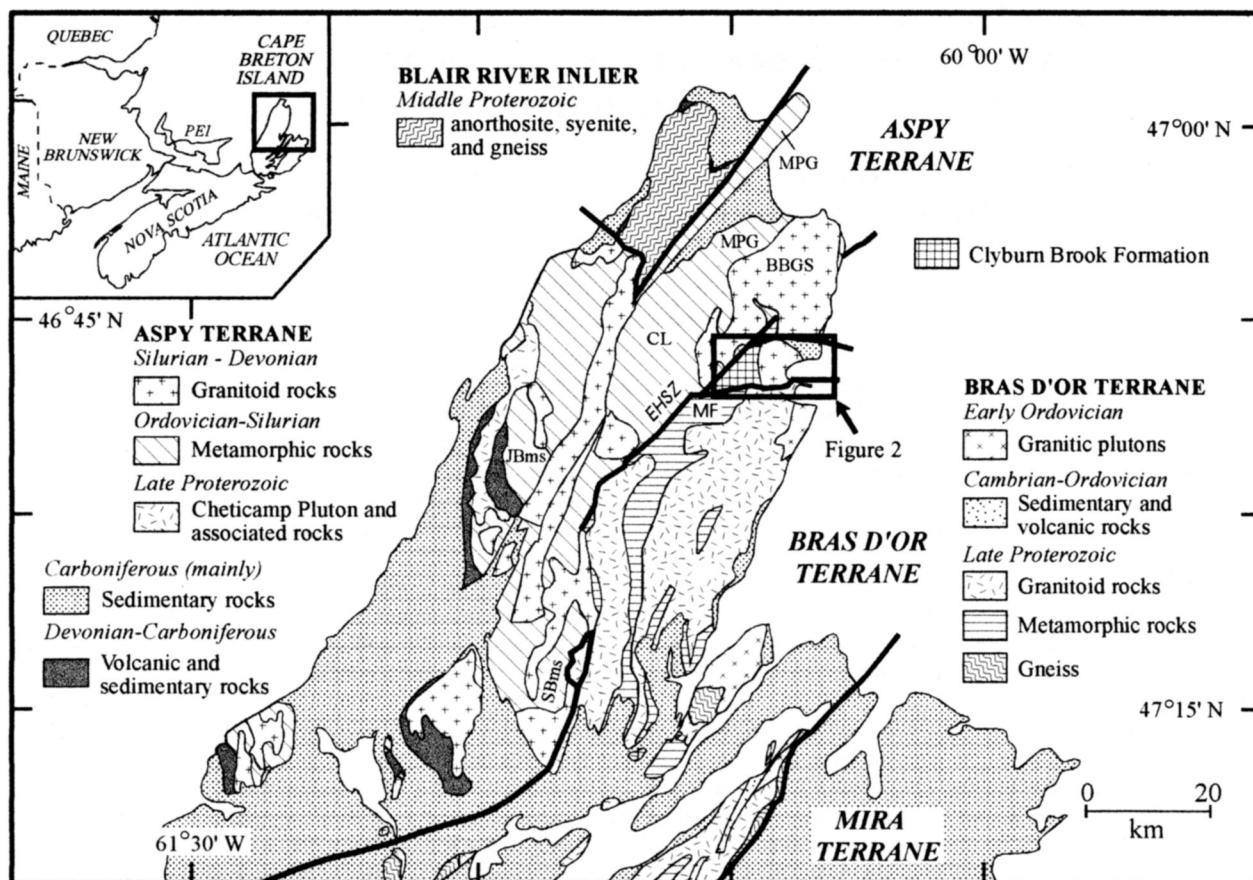 QUEBEC
CAPE
BRETON
ISLAND
PEI
NEW
BRUNSWICK
MAINE
NOVA SCOTIA
ATLANTIC
OCEAN
BLAIR RIVER INLIER
Middle Proterozoic
anorthosite, syenite,
and gneiss
60°00' W
47°00' N
ASPY
TERRANE
MPG
MPG
BBGS
Clyburn Brook Formation
46°45' N
ASPY TERRANE
Silurian - Devonian
Granitoid rocks
Ordovician-Silurian
Metamorphic rocks
Late Proterozoic
Cheticamp Pluton and
associated rocks
Carboniferous (mainly)
Sedimentary rocks
Devonian-Carboniferous
Volcanic and
sedimentary rocks
CL
EHSZ
MF
JBms
SBms
Figure 2
BRAS D'OR
TERRANE
BRAS D'OR TERRANE
Early Ordovician
Granitic plutons
Cambrian-Ordovician
Sedimentary and
volcanic rocks
Late Proterozoic
Granitoid rocks
Metamorphic rocks
Gneiss
47°15' N
0 20
km
MIRA
TERRANE
61°30' W